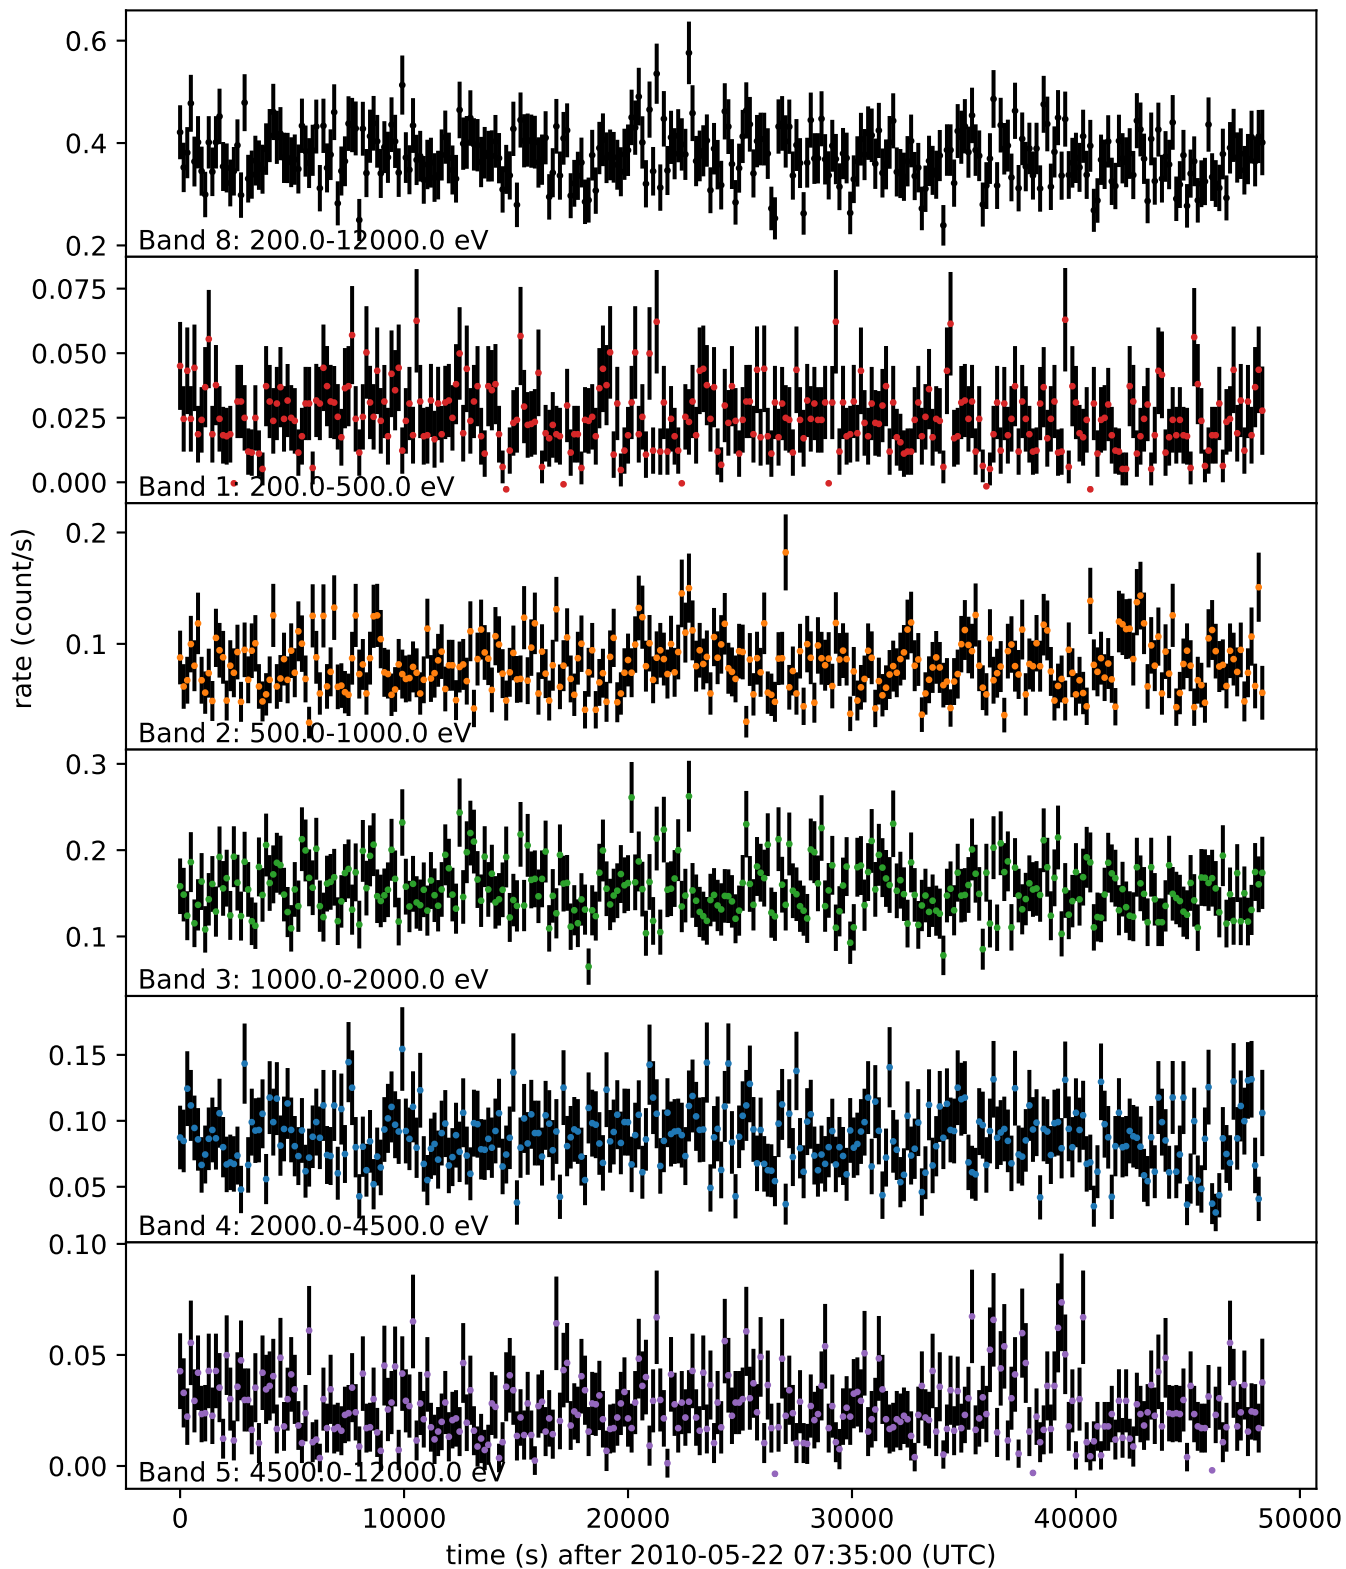 0.6
0.4
0.2
Band 8: 200.0-12000.0 eV
0.075
0.050
0.025
0.000
Band 1: 200.0-500.0 eV
rate (count/s)
0.2
0.1
Band 2: 500.0-1000.0 eV
0.3
0.2
0.1
Band 3: 1000.0-2000.0 eV
0.15
0.10
0.05
Band 4: 2000.0-4500.0 eV
0.10
0.05
0.00
Band 5: 4500.0-12000.0 eV
0 10000 20000 30000 40000 50000
time (s) after 2010-05-22 07:35:00 (UTC)